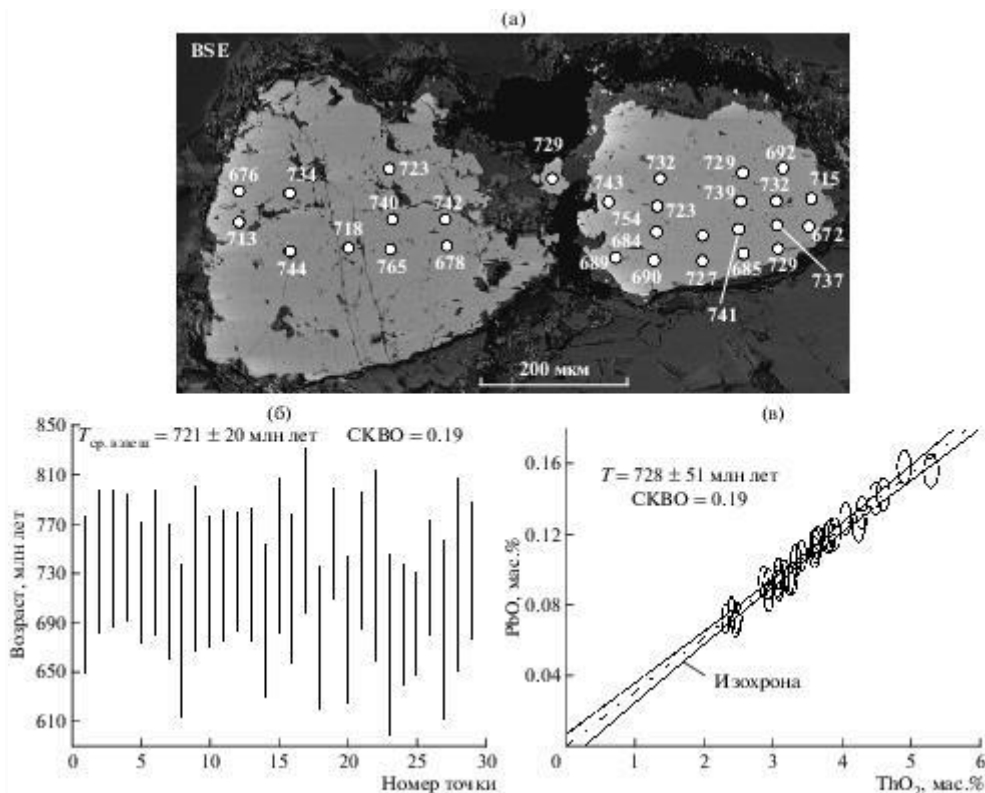 (а)
BSE
729
732 729 692
676 734 723 743 739 732 715
740 742 754 723
713 718 684 672
744 765 678 689 690 727 685 729 737
741
200 мкм
(б) (в)
850
Tср. взвеш = 721 ± 20 млн лет СКВО = 0.19
810
770
730
690
650
610
Возраст, млн лет
0 5 10 15 20 25 30
Номер точки
0.16
T = 728 ± 51 млн лет
СКВО = 0.19
0.12
0.08
0.04
PbO, мас.%
Изохрона
0 1 2 3 4 5 6
ThO2, мас.%